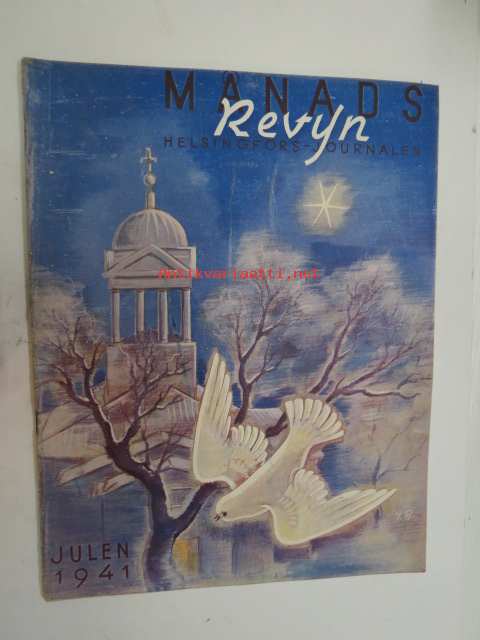 MÅNADS
Revyn
HELSINGFORS-JOURNALEN
Antikvariaatti.net
JULEN
1941